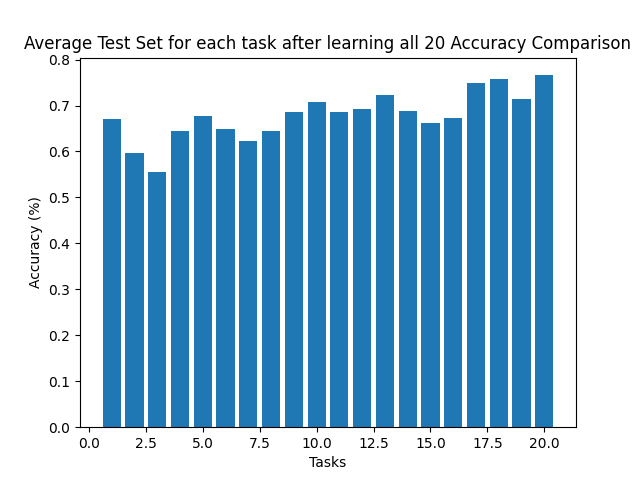 Average Test Set for each task after learning all 20 Accuracy Comparison
0.8
0.7
0.6
0.5
0.4
0.3
0.2
0.1
0.0
Accuracy (%)
0.0 2.5 5.0 7.5 10.0 12.5 15.0 17.5 20.0
Tasks